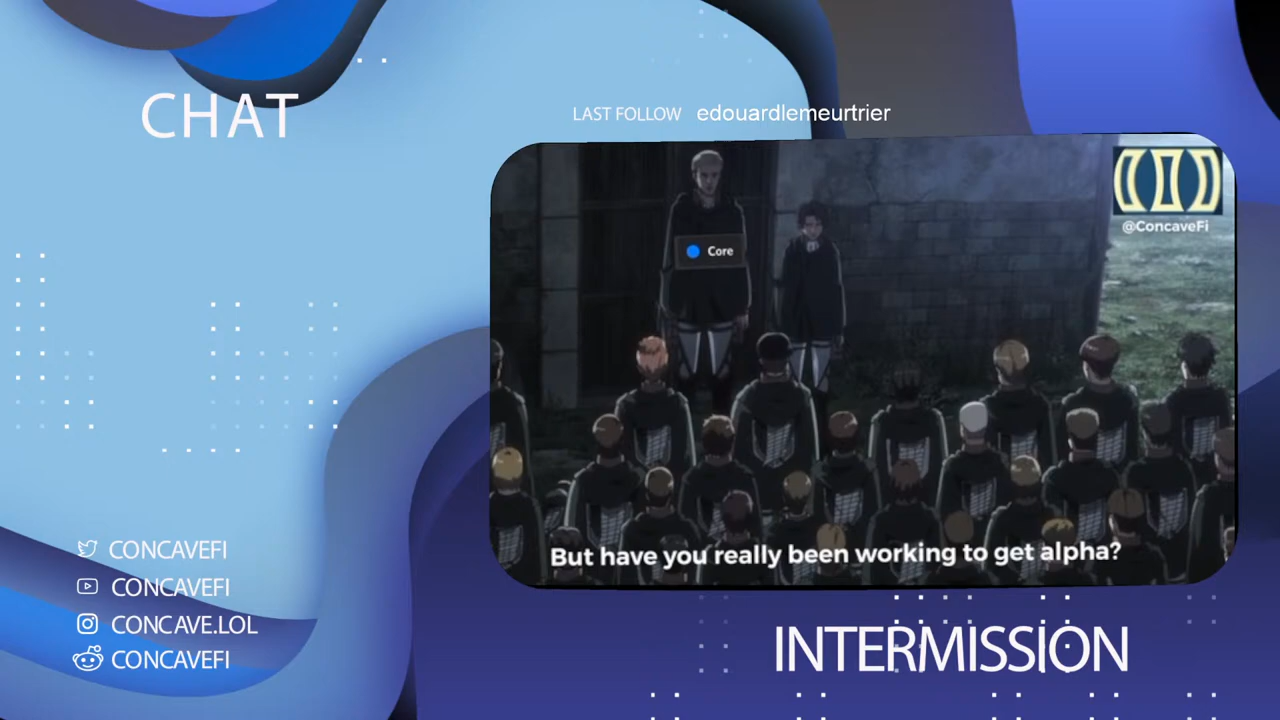 CHAT
LAST FOLLOW edouardlemeurtrier
@ConcaveFi
Core
But have you really been working to get alpha?
CONCAVEFI
CONCAVEFI
CONCAVE.LOL
CONCAVEFI
INTERMISSION